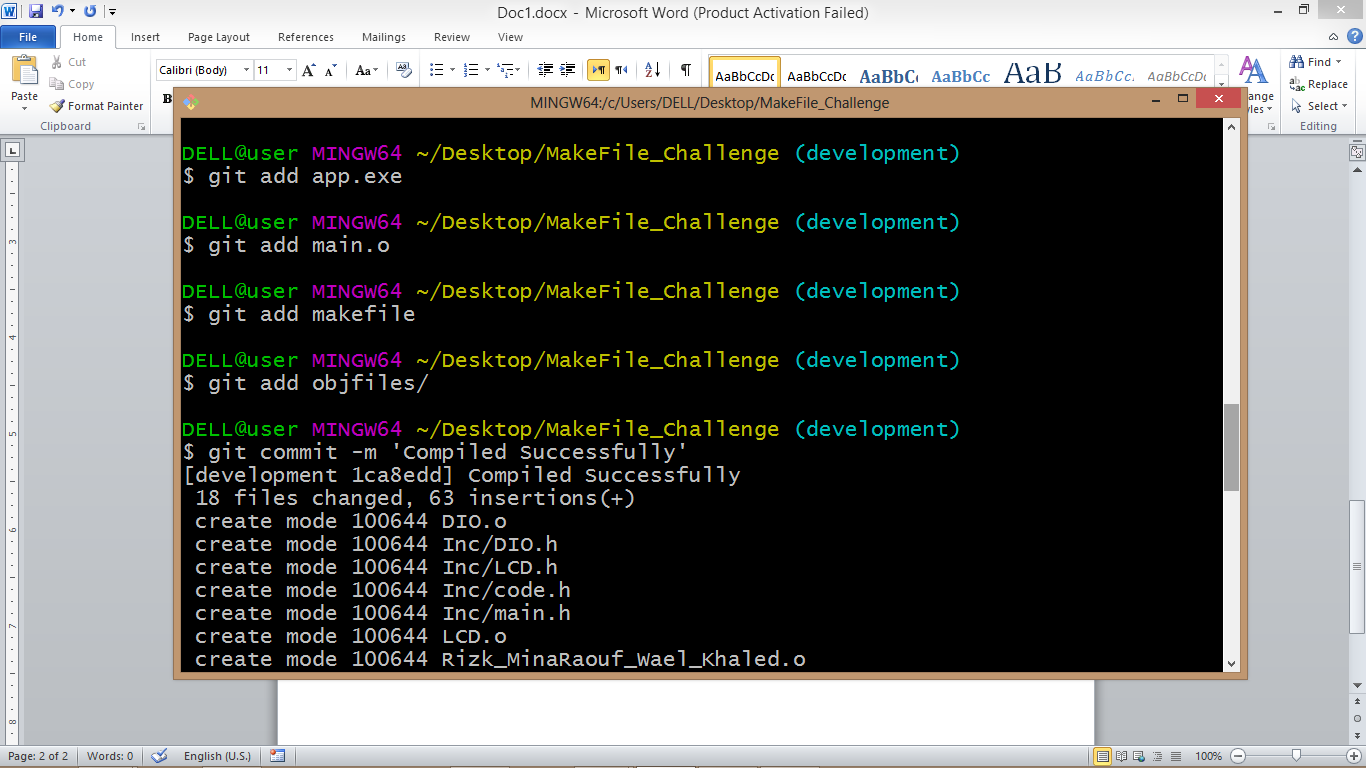 Doc1.docx - Microsoft Word (Product Activation Failed)
File Home Insert Page Layout References Mailings Review View
Paste
Cut
Copy
Format Painter
Clipboard
Calibri (Body) 11
B
AaBbCcDc AaBbCcDc AaBbCc AaBbCc AaB AaBbCc. AaBbCcDc
Find
Replace
Select
Editing
MINGW64:/c/Users/DELL/Desktop/MakeFile_Challenge
DELL@user MINGW64 ~/Desktop/MakeFile_Challenge (development)
$ git add app.exe
DELL@user MINGW64 ~/Desktop/MakeFile_Challenge (development)
$ git add main.o
DELL@user MINGW64 ~/Desktop/MakeFile_Challenge (development)
$ git add makefile
DELL@user MINGW64 ~/Desktop/MakeFile_Challenge (development)
$ git add objfiles/
DELL@user MINGW64 ~/Desktop/MakeFile_Challenge (development)
$ git commit -m 'Compiled Successfully'
[development 1ca8edd] Compiled Successfully
18 files changed, 63 insertions(+)
create mode 100644 DIO.o
create mode 100644 Inc/DIO.h
create mode 100644 Inc/LCD.h
create mode 100644 Inc/code.h
create mode 100644 Inc/main.h
create mode 100644 LCD.o
create mode 100644 Rizk_MinaRaouf_Wael_Khaled.o
3
4
5
6
7
8
Page: 2 of 2 Words: 0 English (U.S.) 100%